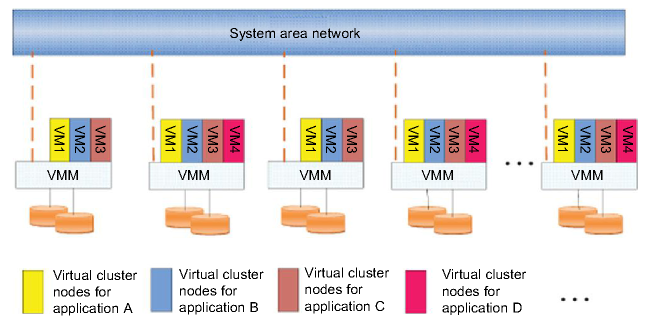 System area network
VM1 VM2 VM3
VM1 VM2 VM3 VM4
VM1 VM2 VM3
VM1 VM2 VM3 VM4
VM1 VM2 VM3 VM4
VMM
VMM
VMM
VMM
VMM
Virtual cluster
nodes for
application A
Virtual cluster
nodes for
application B
Virtual cluster
nodes for
application C
Virtual cluster
nodes for
application D